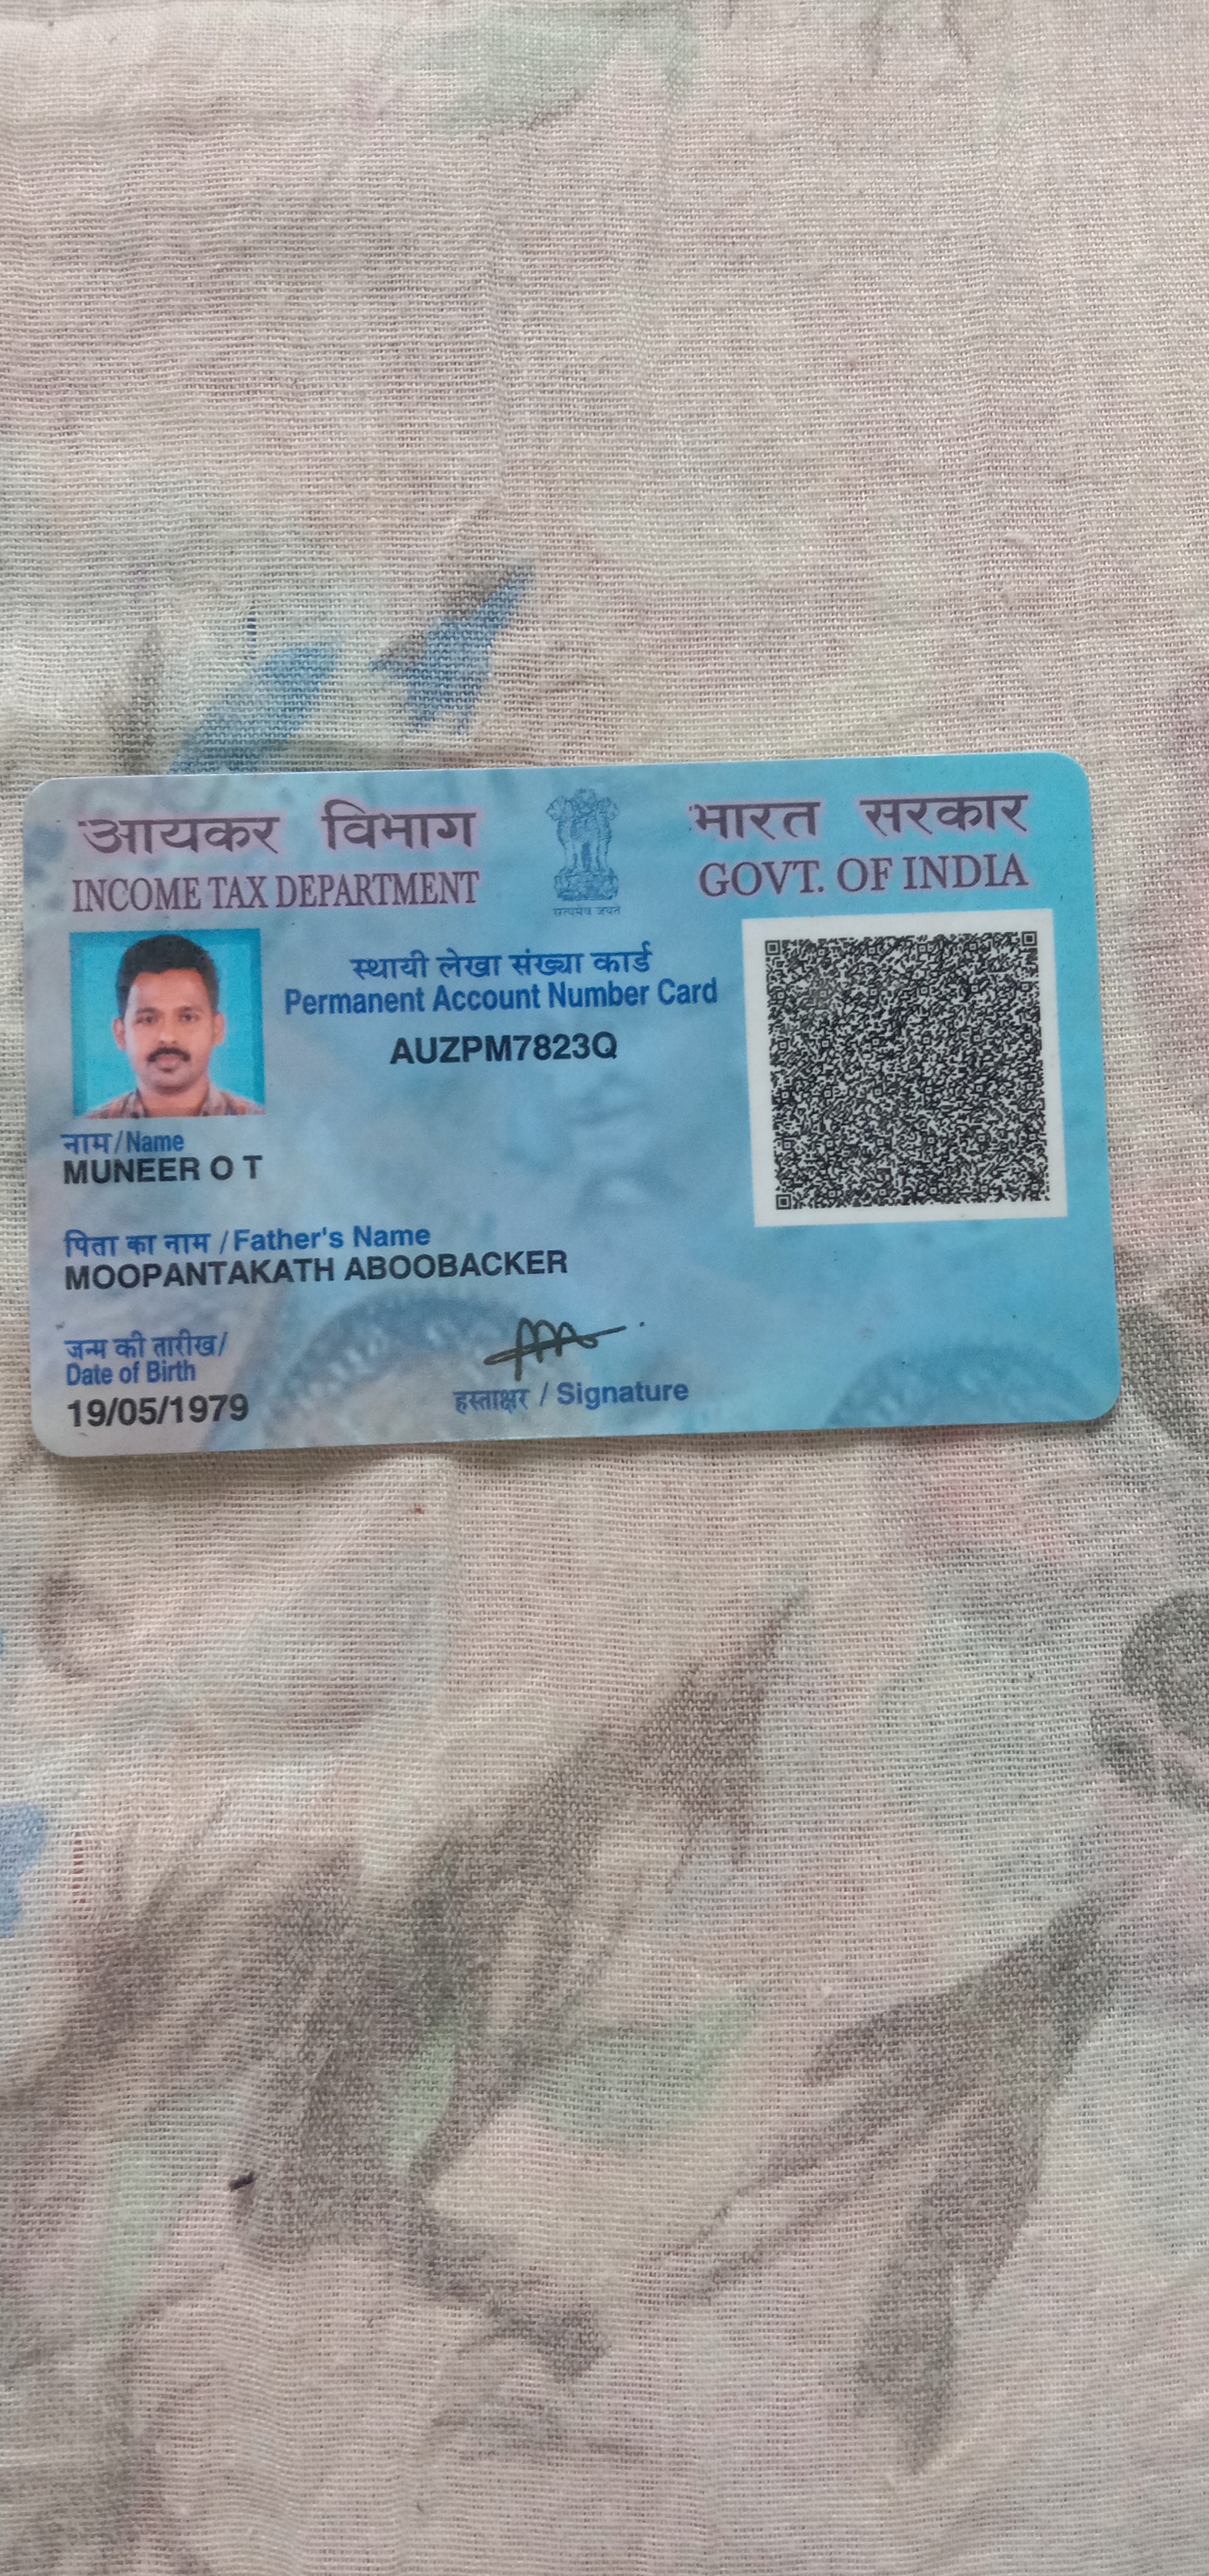 आयकर विभाग
INCOME TAX DEPARTMENT
सत्यमेव जयते
भारत सरकार
GOVT. OF INDIA
स्थायी लेखा संख्या कार्ड
Permanent Account Number Card
AUZPM7823Q
नाम/Name
MUNEER O T
पिता का नाम / Father's Name
MOOPANTAKATH ABOOBACKER
जन्म की तारीख/
Date of Birth
19/05/1979
हस्ताक्षर / Signature